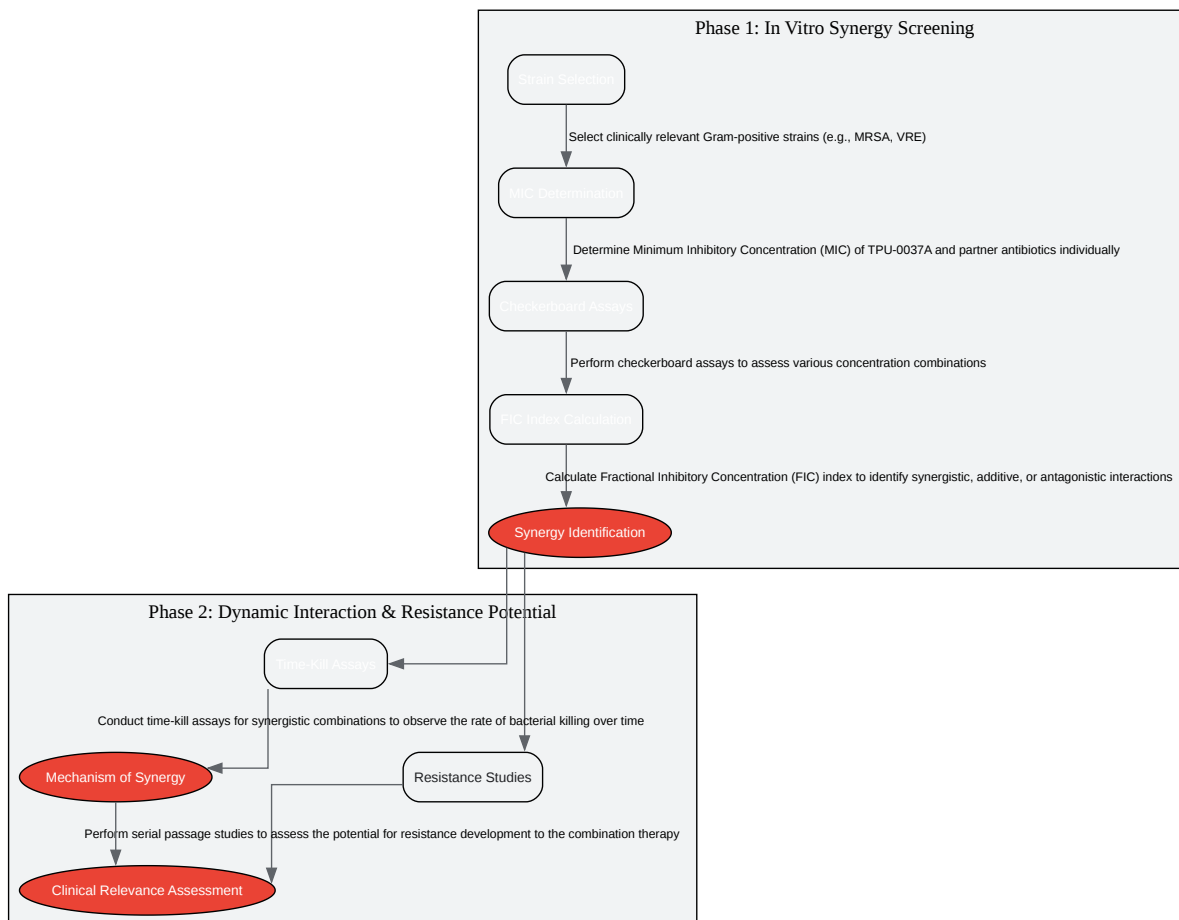 Phase 1: In Vitro Synergy Screening
Strain Selection
Select clinically relevant Gram-positive strains (e.g., MRSA, VRE)
MIC Determination
Determine Minimum Inhibitory Concentration (MIC) of TPU-0037A and partner antibiotics individually
Checkerboard Assays
Perform checkerboard assays to assess various concentration combinations
FIC Index Calculation
Calculate Fractional Inhibitory Concentration (FIC) index to identify synergistic, additive, or antagonistic interactions
Synergy Identification
Phase 2: Dynamic Interaction & Resistance Potential
Time-Kill Assays
Conduct time-kill assays for synergistic combinations to observe the rate of bacterial killing over time
Mechanism of Synergy
Resistance Studies
Perform serial passage studies to assess the potential for resistance development to the combination therapy
Clinical Relevance Assessment